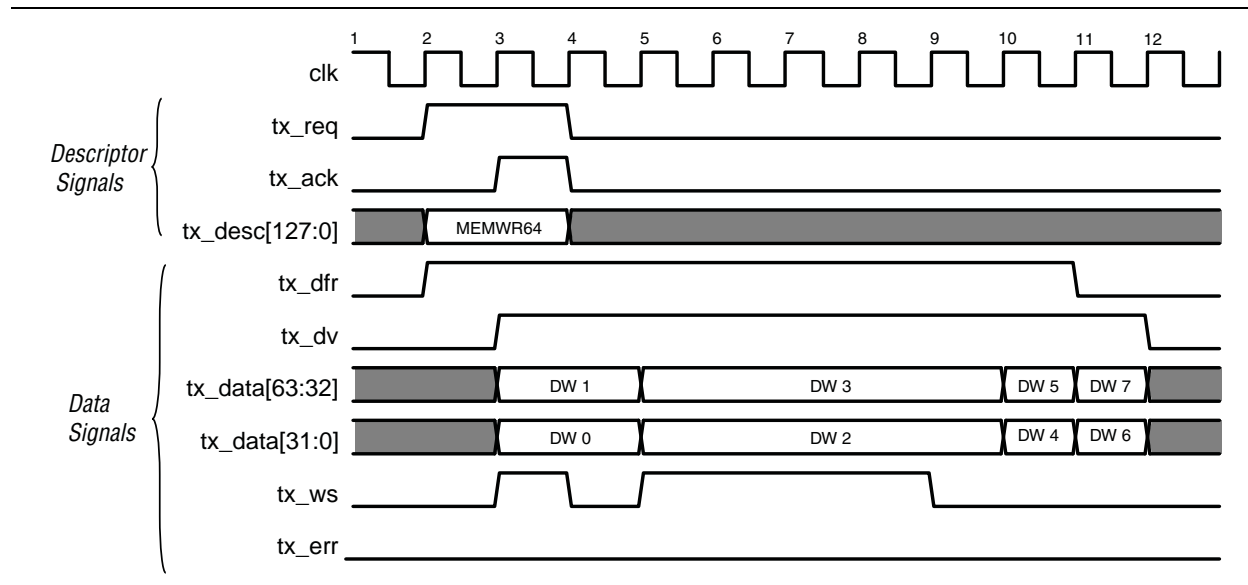 1 2 3 4 5 6 7 8 9 10 11 12
clk
Descriptor
Signals
tx_req
tx_ack
tx_desc[127:0] MEMWR64
Data
Signals
tx_dfr
tx_dv
tx_data[63:32] DW 1 DW 3 DW 5 DW 7
tx_data[31:0] DW 0 DW 2 DW 4 DW 6
tx_ws
tx_err